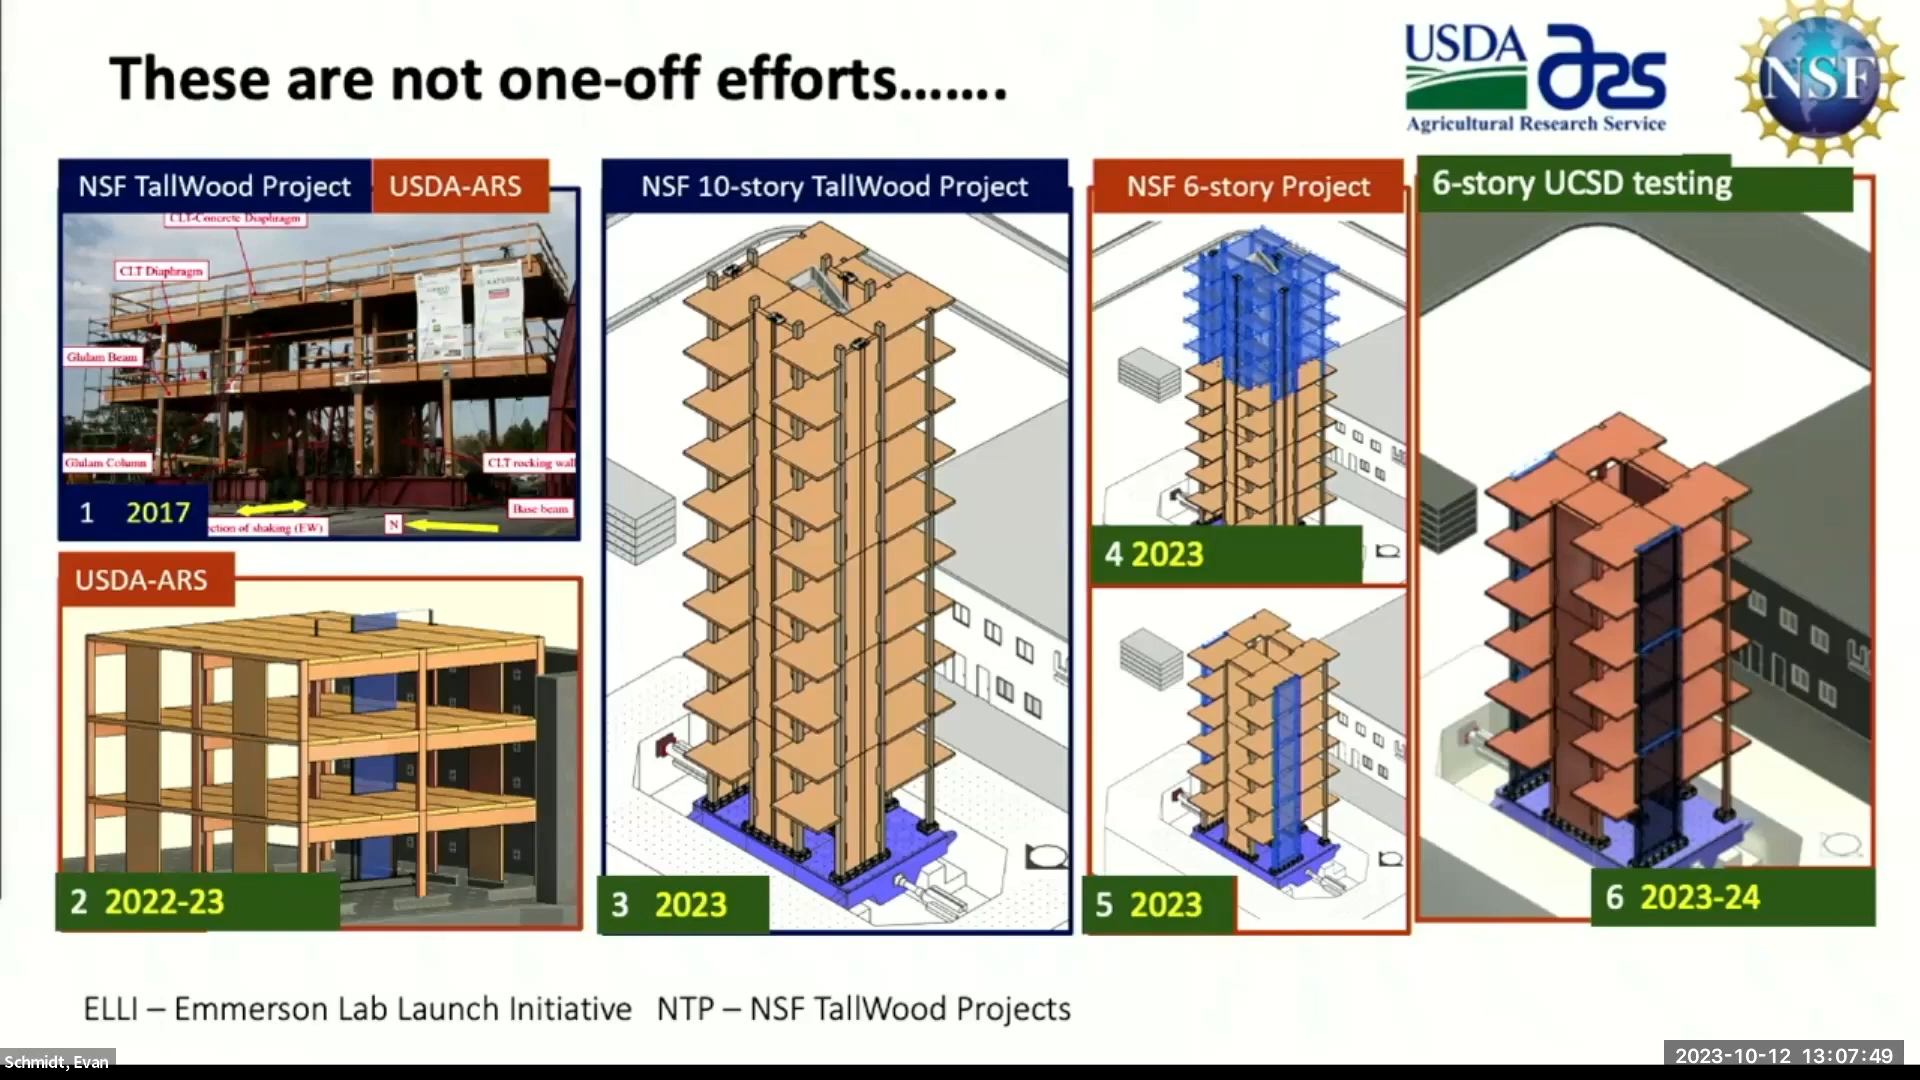 These are not one-off efforts.......
USDA ars
Agricultural Research Service
NSF
NSF TallWood Project USDA-ARS
CLT-Concrete Diaphragm
CLT Diaphragm
Glulam Beam
Glulam Column
CLT rocking wall
Base beam
ction of shaking (EW)
N
1 2017
USDA-ARS
2 2022-23
NSF 10-story TallWood Project
3 2023
NSF 6-story Project
4 2023
5 2023
6-story UCSD testing
6 2023-24
ELLI – Emmerson Lab Launch Initiative NTP – NSF TallWood Projects
Schmidt, Evan
2023-10-12 13:07:49